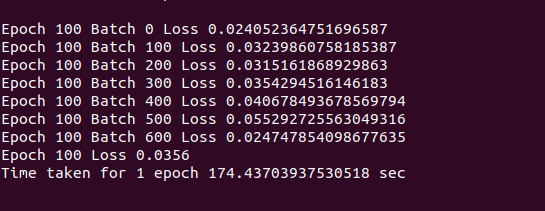 Epoch 100 Batch 0 Loss 0.024052364751696587
Epoch 100 Batch 100 Loss 0.03239860758185387
Epoch 100 Batch 200 Loss 0.0315161868929863
Epoch 100 Batch 300 Loss 0.0354294516146183
Epoch 100 Batch 400 Loss 0.040678493678569794
Epoch 100 Batch 500 Loss 0.055292725563049316
Epoch 100 Batch 600 Loss 0.024747854098677635
Epoch 100 Loss 0.0356
Time taken for 1 epoch 174.43703937530518 sec